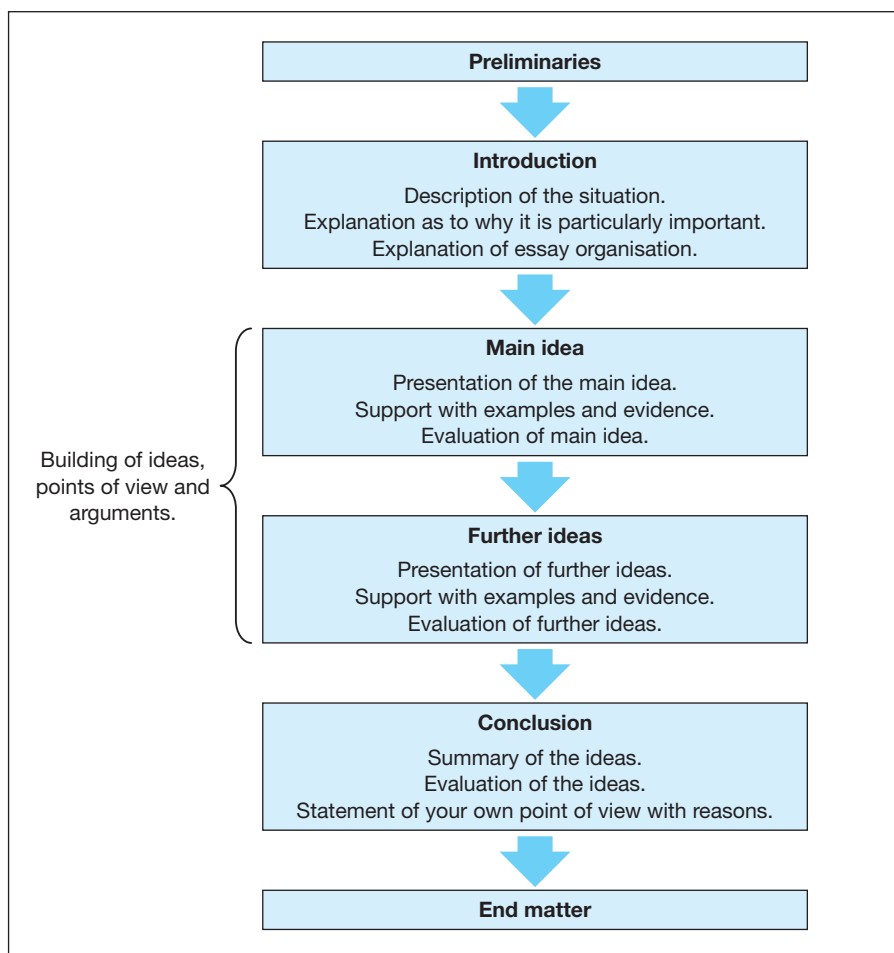 Preliminaries
Introduction
Description of the situation.
Explanation as to why it is particularly important.
Explanation of essay organisation.
Main idea
Presentation of the main idea.
Support with examples and evidence.
Evaluation of main idea.
Building of ideas,
points of view and
arguments.
Further ideas
Presentation of further ideas.
Support with examples and evidence.
Evaluation of further ideas.
Conclusion
Summary of the ideas.
Evaluation of the ideas.
Statement of your own point of view with reasons.
End matter